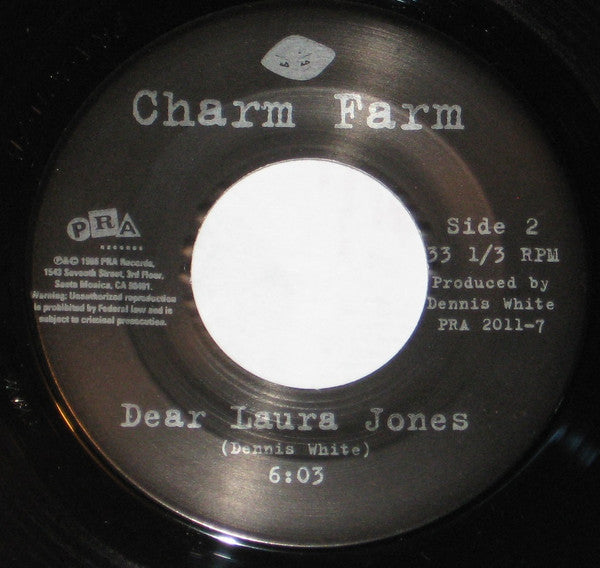 Charm Farm
PRA
RECORDS
℗&© 1996 PRA Records,
1543 Seventh Street, 3rd Floor,
Santa Monica, CA 90401.
Warning: Unauthorized reproduction
is prohibited by Federal law and is
subject to criminal prosecution.
Side 2
33 1/3 RPM
Produced by
Dennis White
PRA 2011-7
Dear Laura Jones
(Dennis White)
6:03